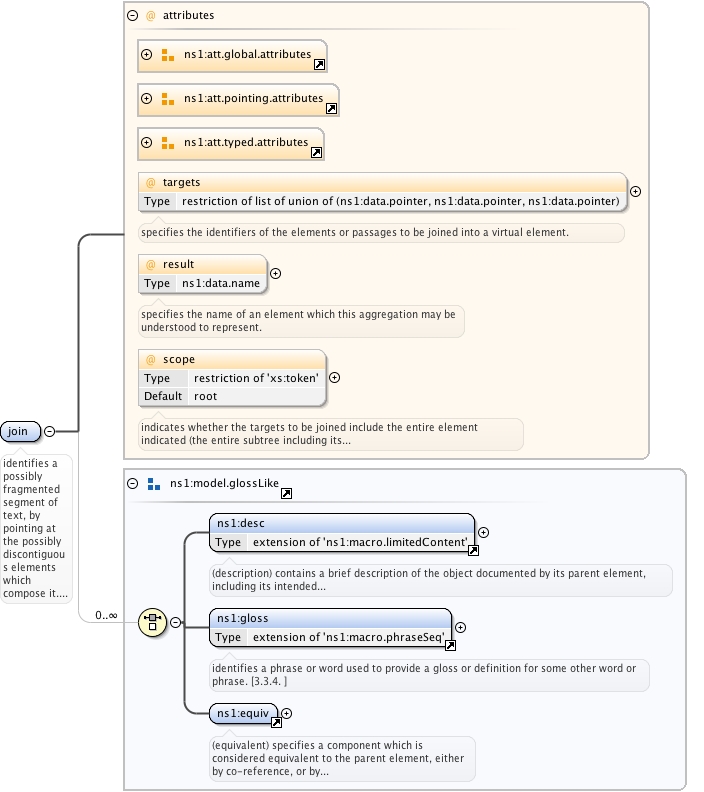 @ attributes
ns1:att.global.attributes
ns1:att.pointing.attributes
ns1:att.typed.attributes
@ targets
Type restriction of list of union of (ns1:data.pointer, ns1:data.pointer, ns1:data.pointer)
specifies the identifiers of the elements or passages to be joined into a virtual element.
@ result
Type ns1:data.name
specifies the name of an element which this aggregation may be
understood to represent.
@ scope
Type restriction of 'xs:token'
Default root
indicates whether the targets to be joined include the entire element
indicated (the entire subtree including its...
join
identifies a
possibly
fragmented
segment of
text, by
pointing at
the possibly
discontiguou
s elements
which
compose it....
0..∞
ns1:model.glossLike
ns1:desc
Type extension of 'ns1:macro.limitedContent'
(description) contains a brief description of the object documented by its parent element,
including its intended...
ns1:gloss
Type extension of 'ns1:macro.phraseSeq'
identifies a phrase or word used to provide a gloss or definition for some other word or
phrase. [3.3.4. ]
ns1:equiv
(equivalent) specifies a component which is
considered equivalent to the parent element, either
by co-reference, or by...